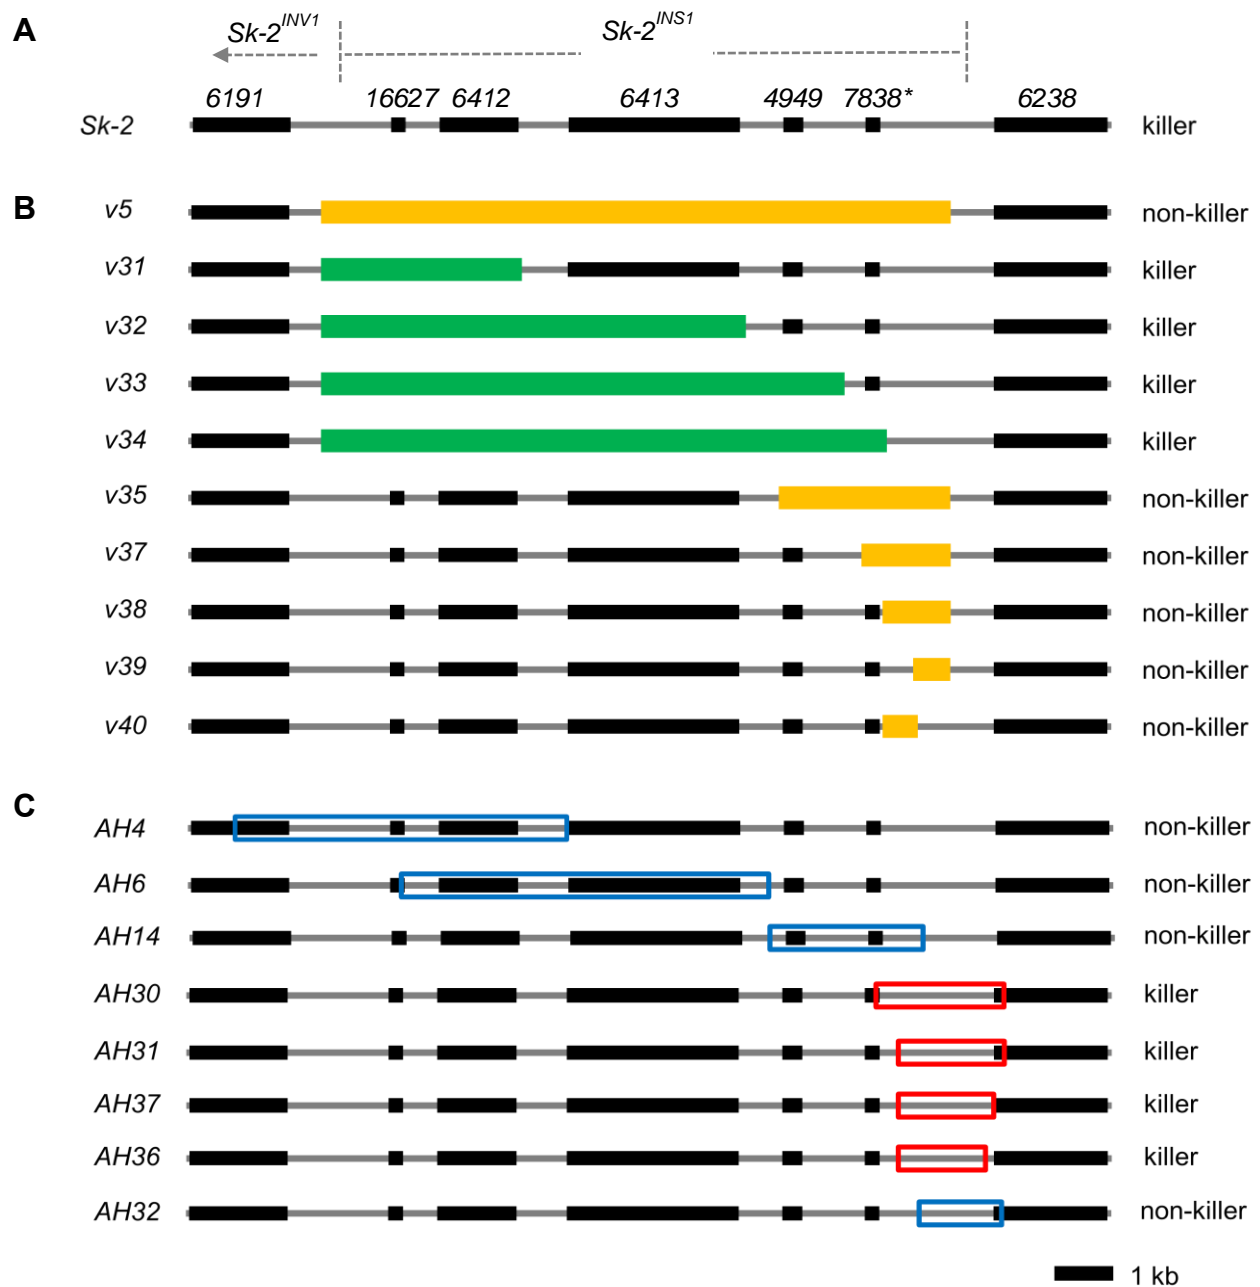 A Sk-2INV1 Sk-2INS1
6191 16627 6412 6413 4949 7838* 6238
Sk-2 killer
B v5 non-killer
v31 killer
v32 killer
v33 killer
v34 killer
v35 non-killer
v37 non-killer
v38 non-killer
v39 non-killer
v40 non-killer
C
AH4 non-killer
AH6 non-killer
AH14 non-killer
AH30 killer
AH31 killer
AH37 killer
AH36 killer
AH32 non-killer
1 kb